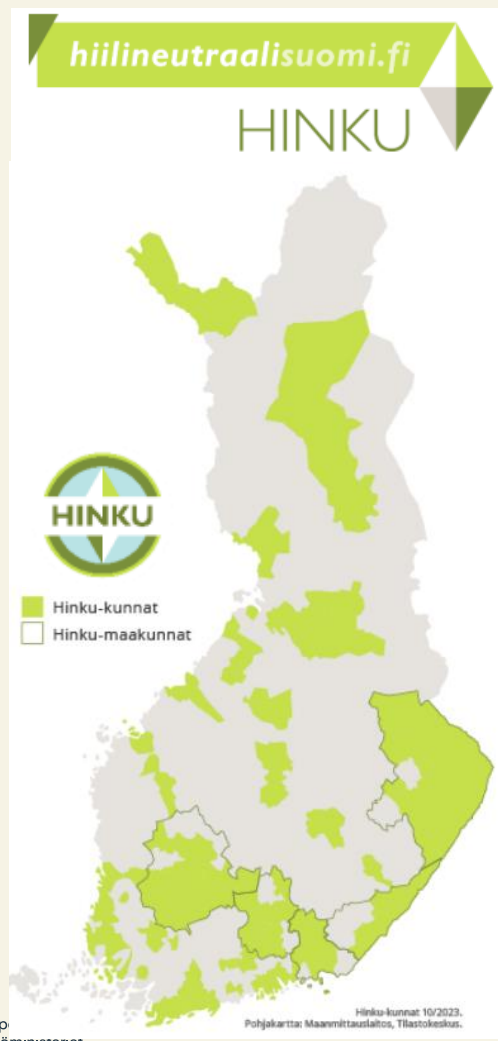 hiilineutraalisuomi.fi
HINKU
HINKU
Hinku-kunnat
Hinku-maakunnat
Hinku-kunnat 10/2023.
Pohjakartta: Maanmittauslaitos, Tilastokeskus.